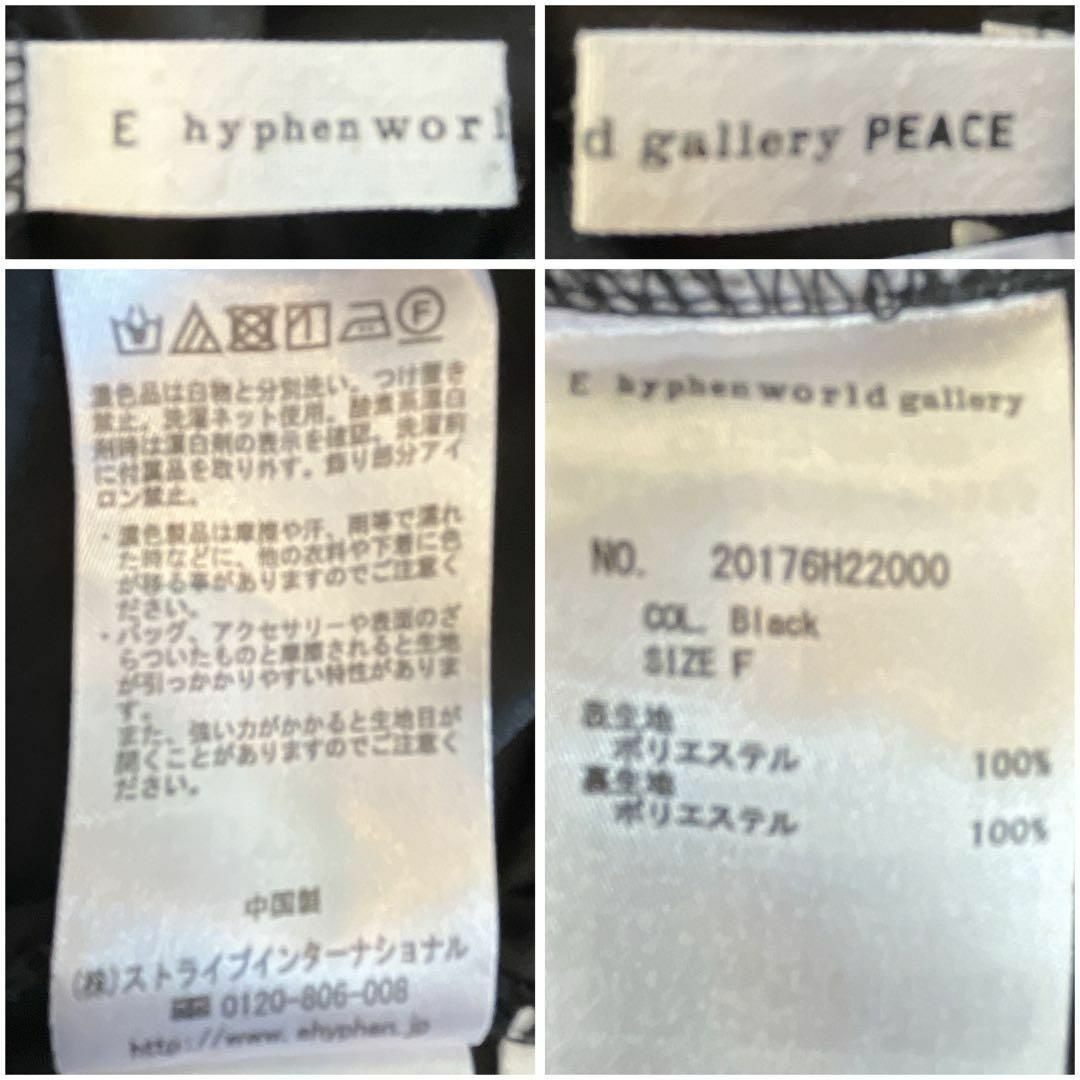 E hyphen worl
d gallery PEACE
濃色品は白物と分別洗い。つけ置き
禁止。洗濯ネット使用。酸素系漂白
剤時は漂白剤の表示を確認。洗濯前
に付属品を取り外す。飾り部分アイ
ロン禁止。
・濃色製品は摩擦や汗、雨等で濡れ
た時などに、他の衣料や下着に色
が移る事がありますのでご注意く
ださい。
・バッグ、アクセサリーや表面のざ
らついたものと摩擦されると生地
が引っかかりやすい特性がありま
す。
また、強い力がかかると生地目が
開くことがありますのでご注意く
ださい。
中国製
(株)ストライプインターナショナル
0120-806-008
http://www.ehyphen.jp
E hyphen world gallery
NO. 20176H22000
COL. Black
SIZE F
表生地
ポリエステル 100%
裏生地
ポリエステル 100%